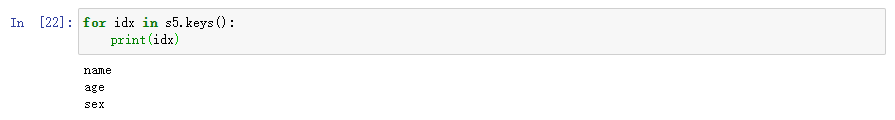 In [22]: for idx in s5.keys():
    print(idx)
name
age
sex